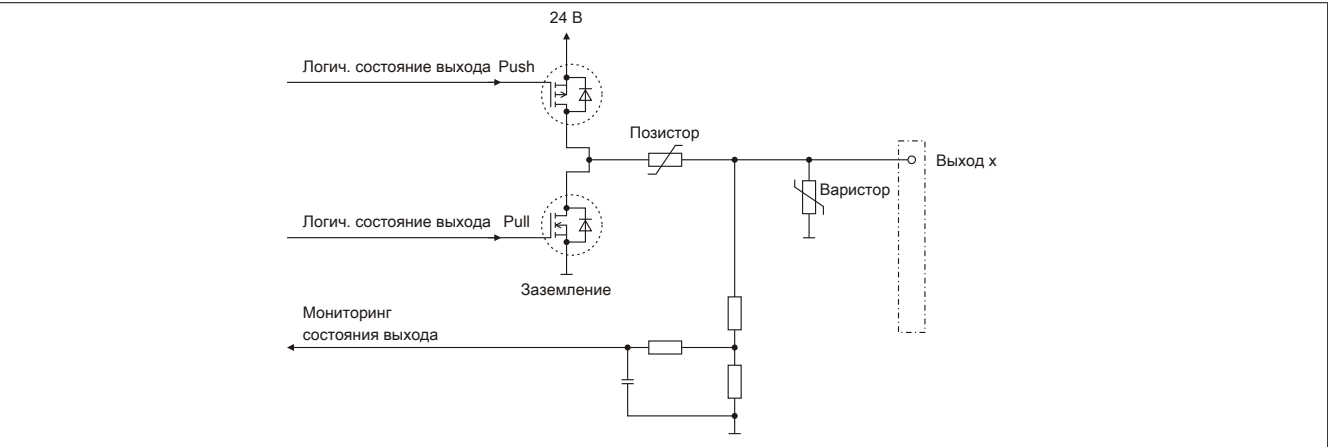 24 В
Логич. состояние выхода Push
Позистор
Выход x
Варистор
Логич. состояние выхода Pull
Заземление
Мониторинг
состояния выхода